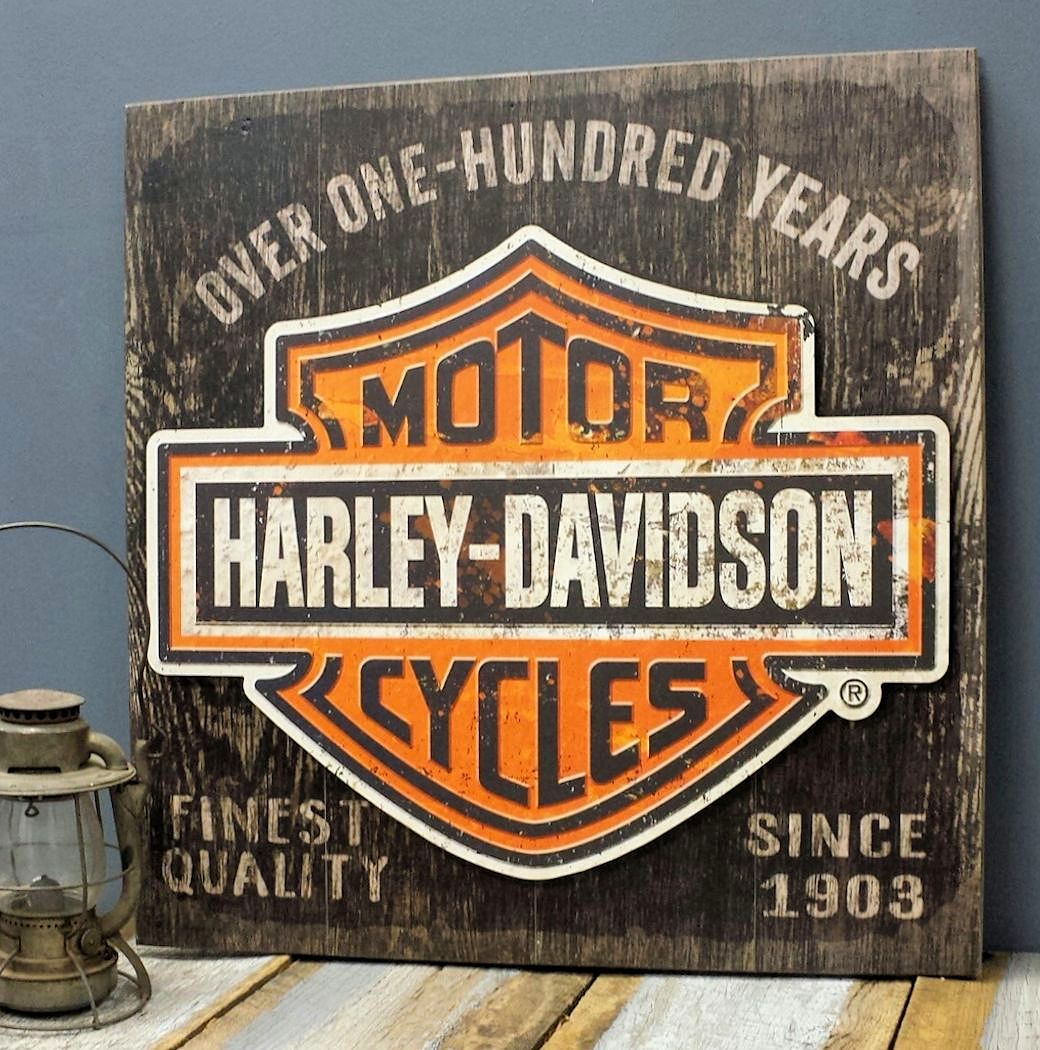 OVER ONE-HUNDRED YEARS
MOTOR
HARLEY-DAVIDSON
CYCLES
®
FINEST
QUALITY
SINCE
1903